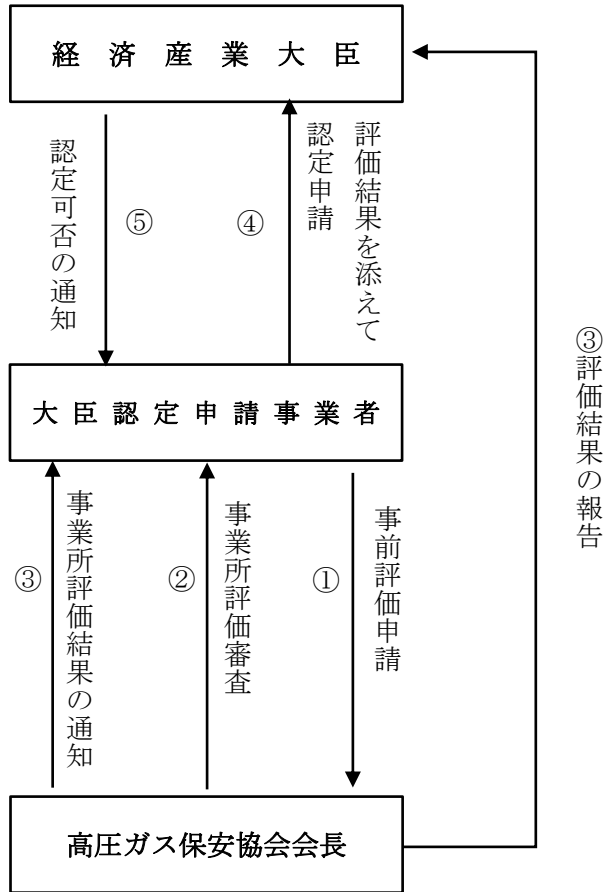 経済産業大臣
認定可否の通知
⑤
④
認定申請
評価結果を添えて
大臣認定申請事業者
③評価結果の報告
③
事業所評価結果の通知
②
事業所評価審査
①
事前評価申請
高圧ガス保安協会会長